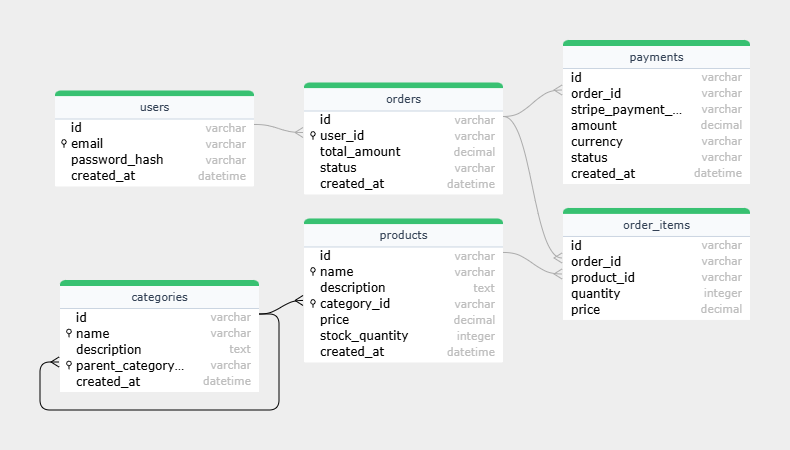 users
id varchar
email varchar
password_hash varchar
created_at datetime
orders
id varchar
user_id varchar
total_amount decimal
status varchar
created_at datetime
payments
id varchar
order_id varchar
stripe_payment_... varchar
amount decimal
currency varchar
status varchar
created_at datetime
categories
id varchar
name varchar
description text
parent_category... varchar
created_at datetime
products
id varchar
name varchar
description text
category_id varchar
price decimal
stock_quantity integer
created_at datetime
order_items
id varchar
order_id varchar
product_id varchar
quantity integer
price decimal